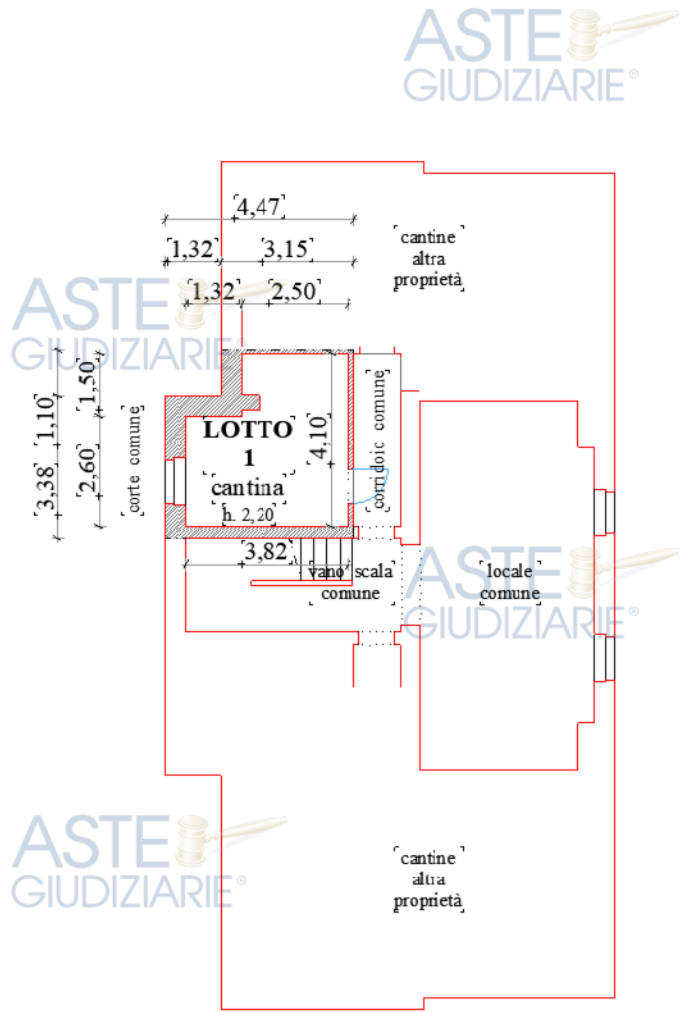 ASTE
GIUDIZIARIE®
4,47
cantine
altra
proprietà
1,32
3,15
1,32
2,50
ASTE
GIUDIZIARIE®
1,50
1,10
corte comune
LOTTO
1
4,10
corridoic comune
2,60
3,38
cantina
h. 2,20
3,82
ASTE
GIUDIZIARIE®
vano scala
comune
locale
comune
ASTE
GIUDIZIARIE®
cantine
altra
proprietà